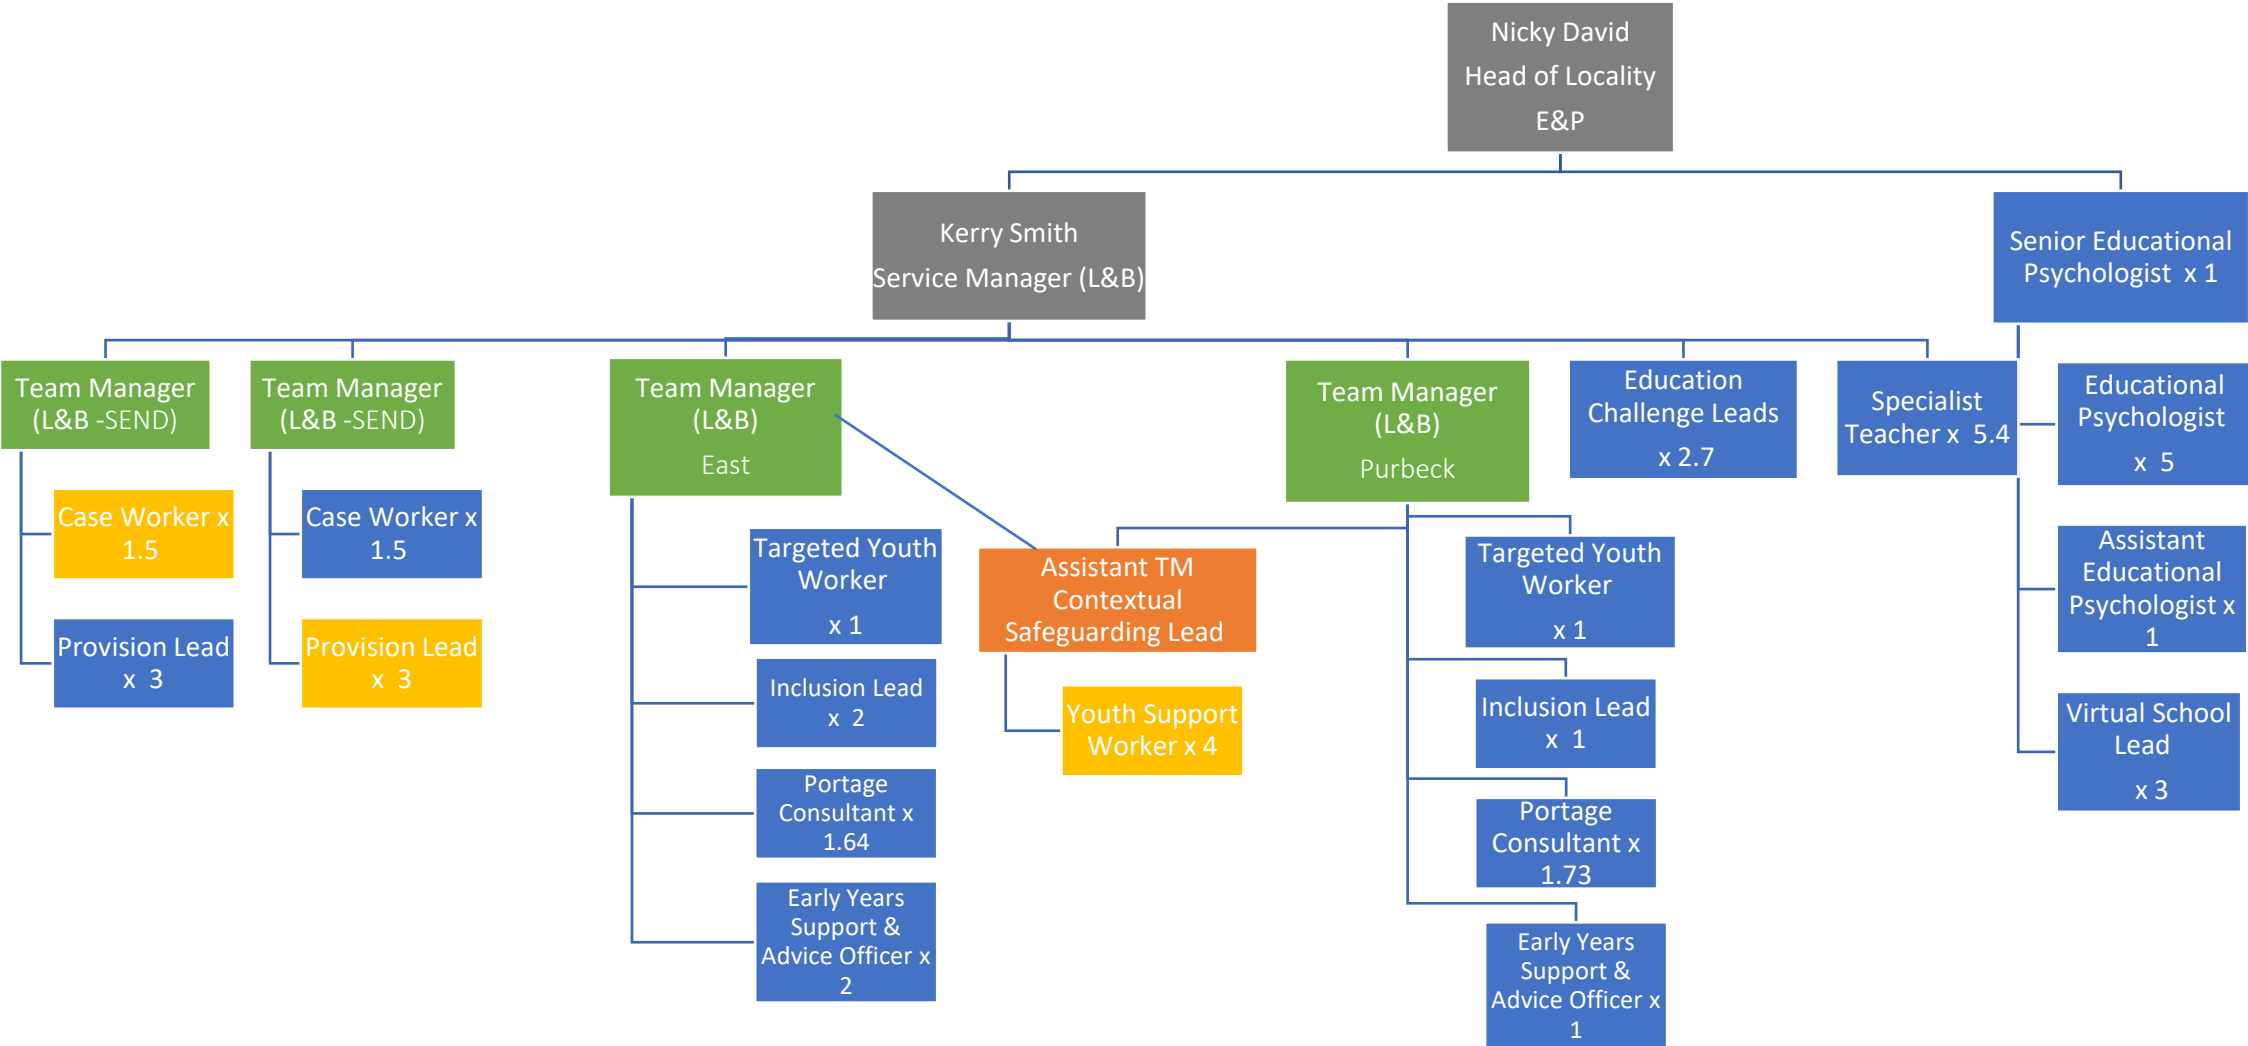 Nicky David
Head of Locality
E&P
Kerry Smith
Service Manager (L&B)
Senior Educational
Psychologist  x 1
Team Manager
(L&B -SEND)
Team Manager
(L&B -SEND)
Team Manager
(L&B)
East
Team Manager
(L&B)
Purbeck
Education
Challenge Leads
x 2.7
Specialist
Teacher x  5.4
Educational
Psychologist
x  5
Case Worker x
1.5
Provision Lead
x  3
Case Worker x
1.5
Provision Lead
x  3
Targeted Youth
Worker
x 1
Inclusion Lead
x  2
Portage
Consultant x
1.64
Early Years
Support &
Advice Officer x
2
Assistant TM
Contextual
Safeguarding Lead
Youth Support
Worker x 4
Targeted Youth
Worker
x 1
Inclusion Lead
x  1
Portage
Consultant x
1.73
Early Years
Support &
Advice Officer x
1
Assistant
Educational
Psychologist x
1
Virtual School
Lead
x 3